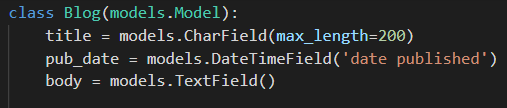 class Blog(models.Model):
    title = models.CharField(max_length=200)
    pub_date = models.DateTimeField('date published')
    body = models.TextField()